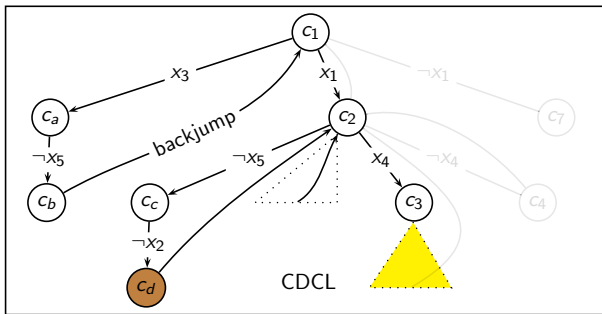 c1
x3
x1
¬x1
ca
backjump
c2
c7
¬x5
¬x5
x4
¬x4
cb
cc
c3
c4
¬x2
cd
CDCL